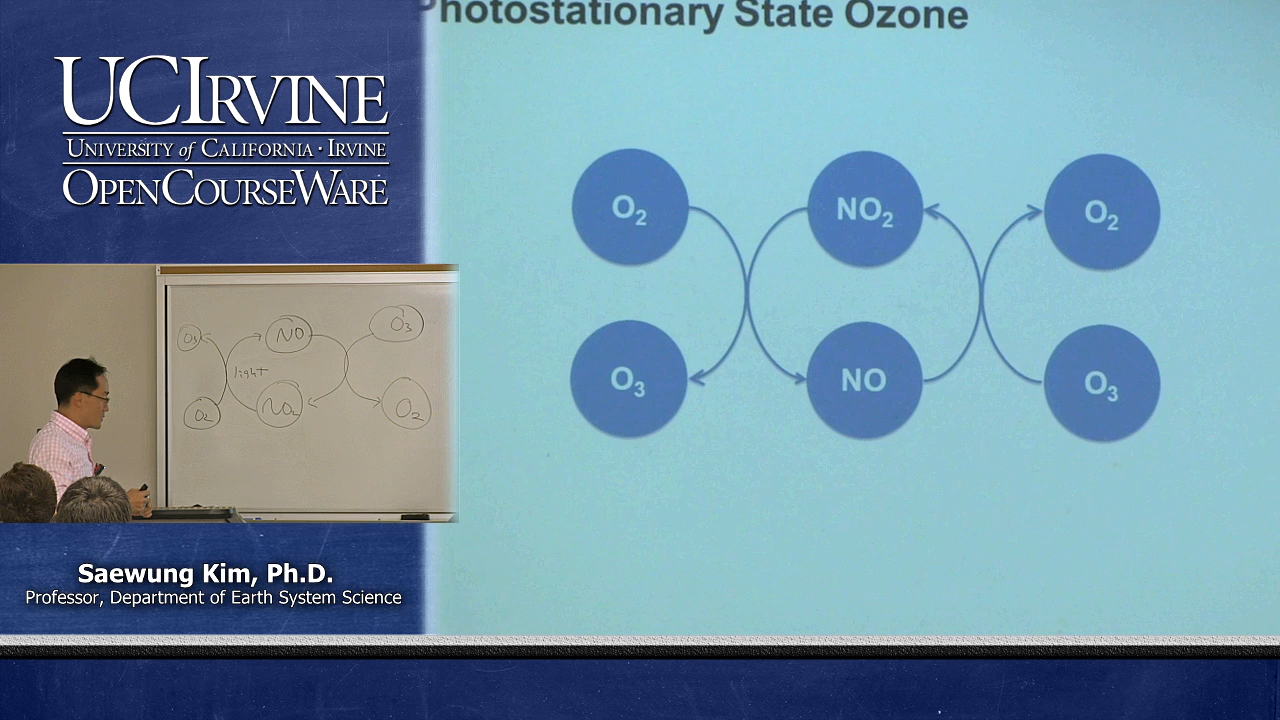 Photostationary State Ozone
UCIRVINE
UNIVERSITY of CALIFORNIA · IRVINE
OPENCOURSEWARE
O₂
NO₂
O₂
O₃
NO
O₃
O₃
NO
O₃
light
O₂
NO₂
O₂
Saewung Kim, Ph.D.
Professor, Department of Earth System Science